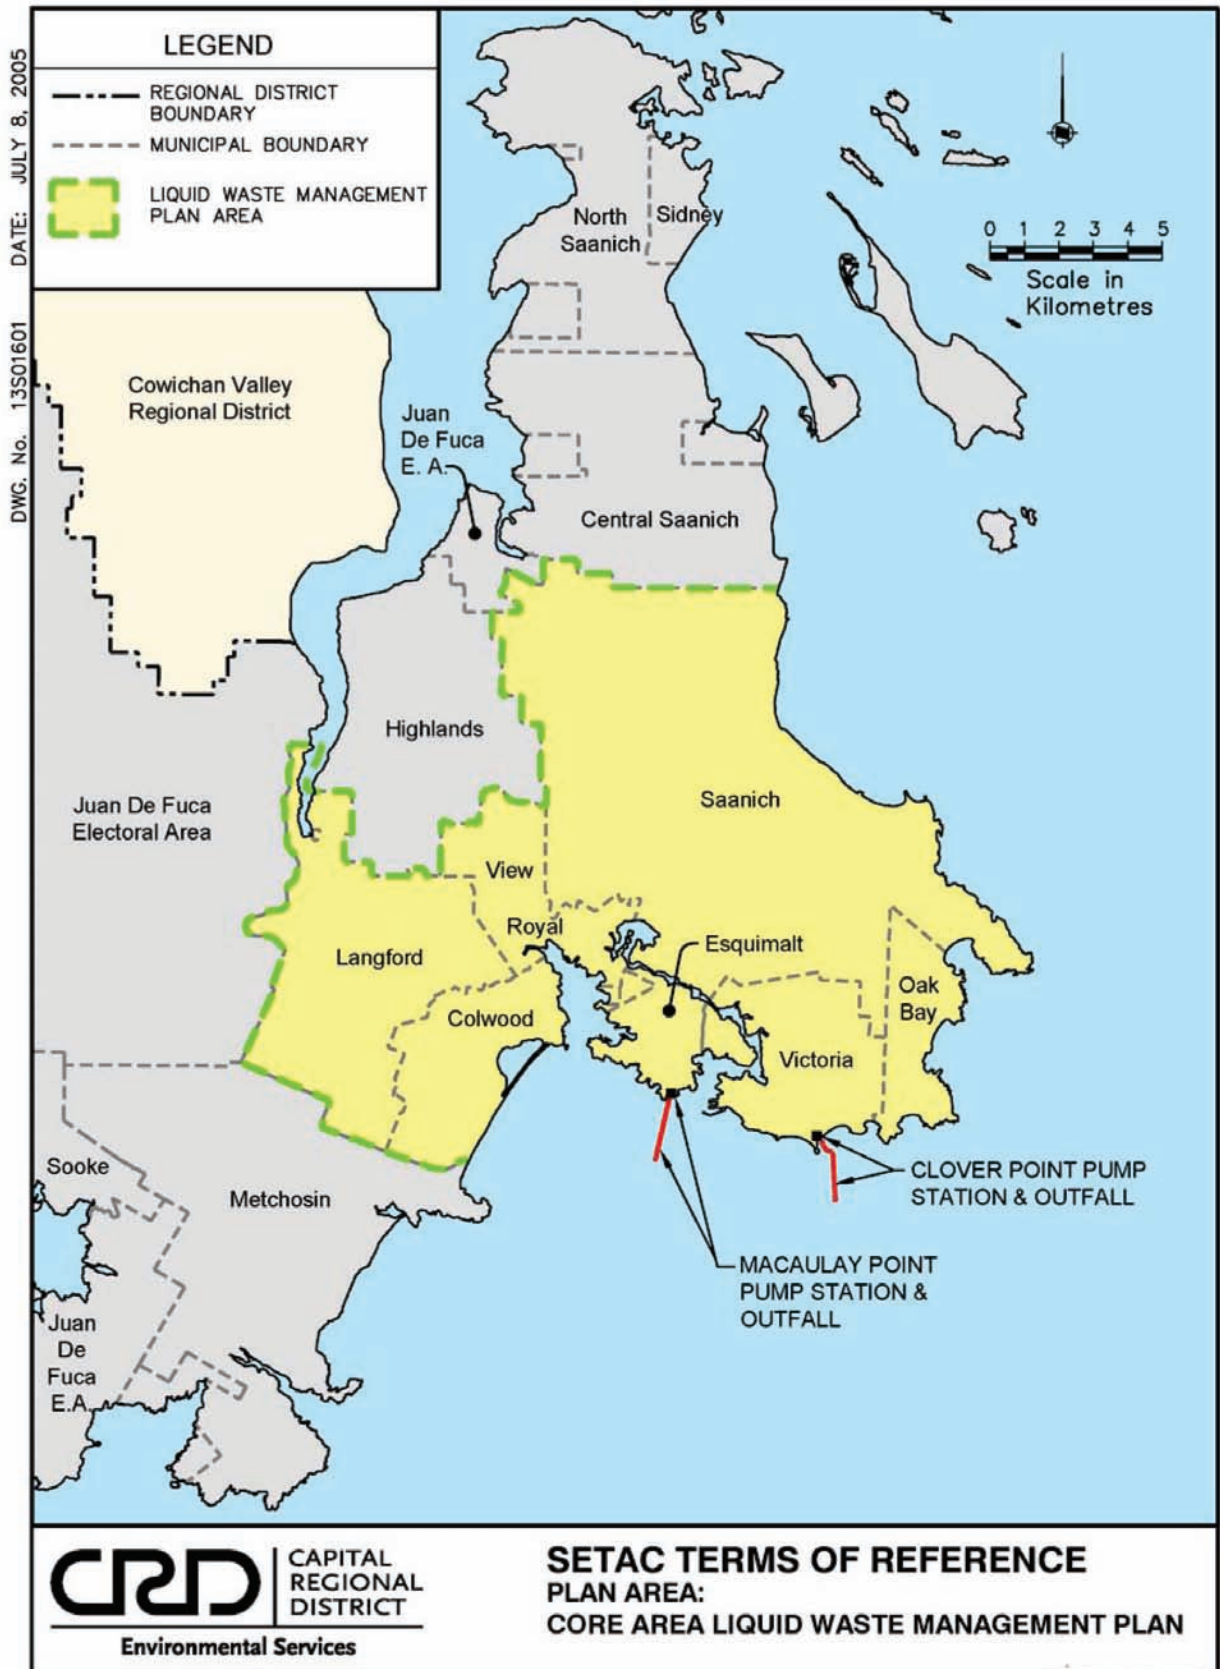 DATE: JULY 8, 2005
DWG. No. 13S01601
LEGEND
REGIONAL DISTRICT
BOUNDARY
MUNICIPAL BOUNDARY
LIQUID WASTE MANAGEMENT
PLAN AREA
North
Saanich
Sidney
0 1 2 3 4 5
Scale in
Kilometres
Cowichan Valley
Regional District
Juan
De Fuca
E. A.
Central Saanich
Highlands
Juan De Fuca
Electoral Area
Saanich
View
Royal
Langford
Esquimalt
Oak
Bay
Colwood
Victoria
Sooke
Metchosin
CLOVER POINT PUMP
STATION & OUTFALL
MACAULAY POINT
PUMP STATION &
OUTFALL
Juan
De
Fuca
E.A.
CRD
CAPITAL
REGIONAL
DISTRICT
Environmental Services
SETAC TERMS OF REFERENCE
PLAN AREA:
CORE AREA LIQUID WASTE MANAGEMENT PLAN